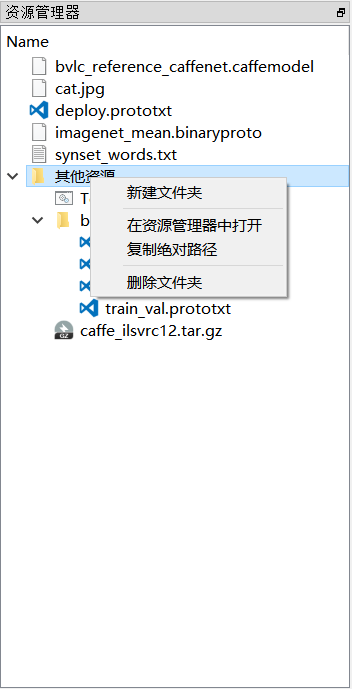 资源管理器
Name
bvlc_reference_caffenet.caffemodel
cat.jpg
deploy.prototxt
imagenet_mean.binaryproto
synset_words.txt
其他资源
新建文件夹
在资源管理器中打开
复制绝对路径
删除文件夹
train_val.prototxt
caffe_ilsvrc12.tar.gz